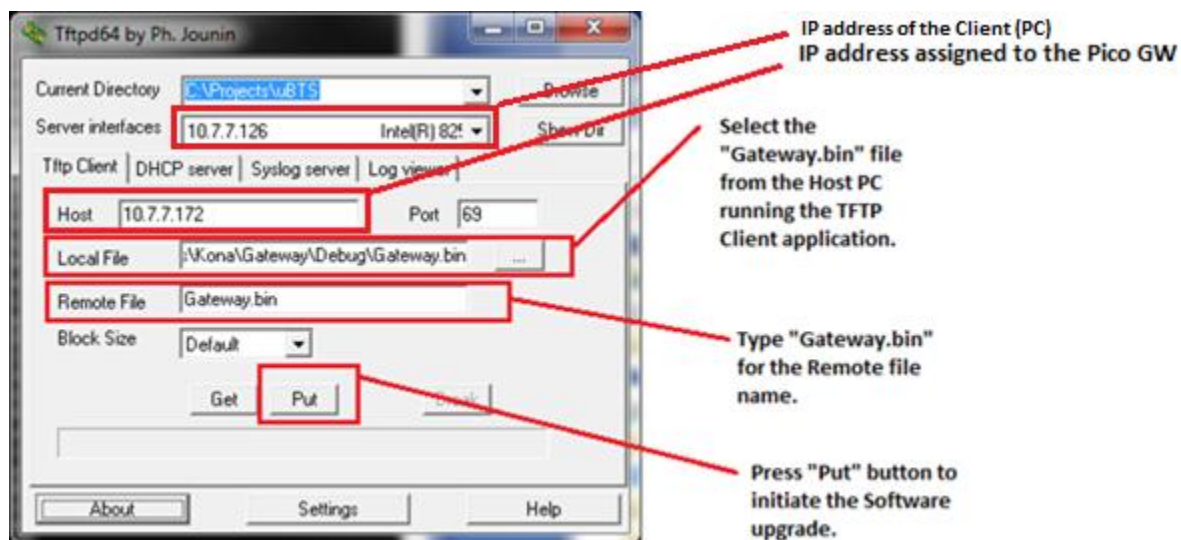 Tftpd64 by Ph. Jounin
IP address of the Client (PC)
IP address assigned to the Pico GW
Current Directory C:\Projects\uBTS Browse
Server interfaces 10.7.7.126 Intel(R) 82 Show Dir
Tftp Client DHCP server Syslog server Log viewer
Host 10.7.7.172 Port 69
Local File :\Kona\Gateway\Debug\Gateway.bin ...
Remote File Gateway.bin
Block Size Default
Get Put Break
About Settings Help
Select the
"Gateway.bin" file
from the Host PC
running the TFTP
Client application.
Type "Gateway.bin"
for the Remote file
name.
Press "Put" button to
initiate the Software
upgrade.